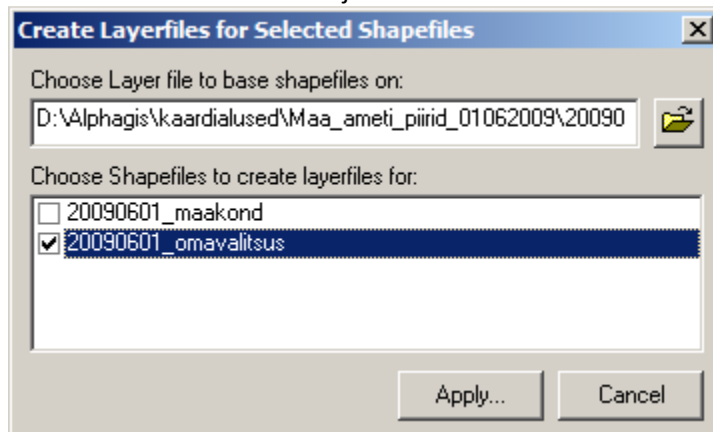 Create Layerfiles for Selected Shapefiles
Choose Layer file to base shapefiles on:
D:\Alphagis\kaardialused\Maa_ameti_piirid_01062009\20090
Choose Shapefiles to create layerfiles for:
20090601_maakond
20090601_omavalitsus
Apply...
Cancel